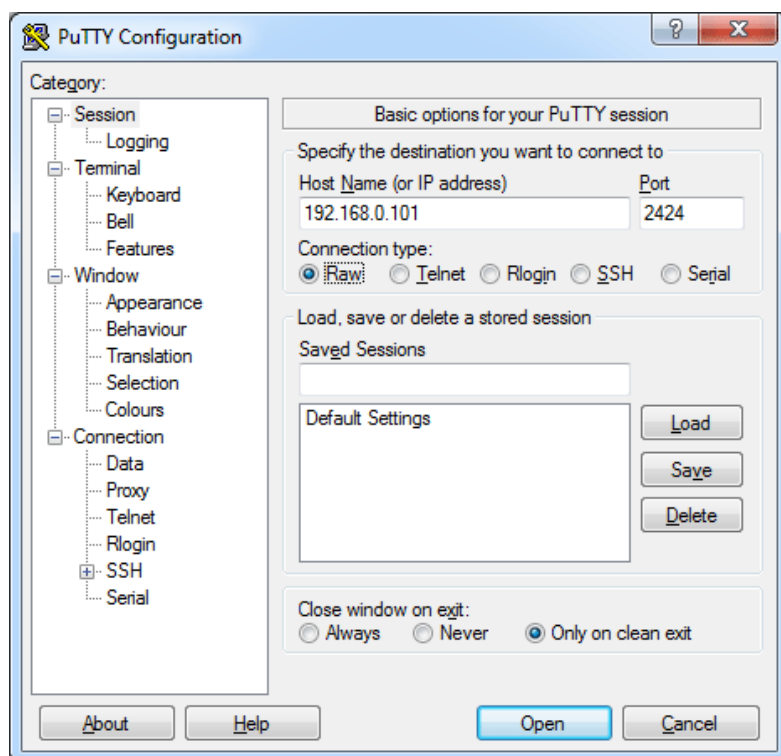 PuTTY Configuration
Category:
Session
Logging
Terminal
Keyboard
Bell
Features
Window
Appearance
Behaviour
Translation
Selection
Colours
Connection
Data
Proxy
Telnet
Rlogin
SSH
Serial
Basic options for your PuTTY session
Specify the destination you want to connect to
Host Name (or IP address) Port
192.168.0.101 2424
Connection type:
Raw Telnet Rlogin SSH Serial
Load, save or delete a stored session
Saved Sessions
Default Settings
Load
Save
Delete
Close window on exit:
Always Never Only on clean exit
About Help Open Cancel